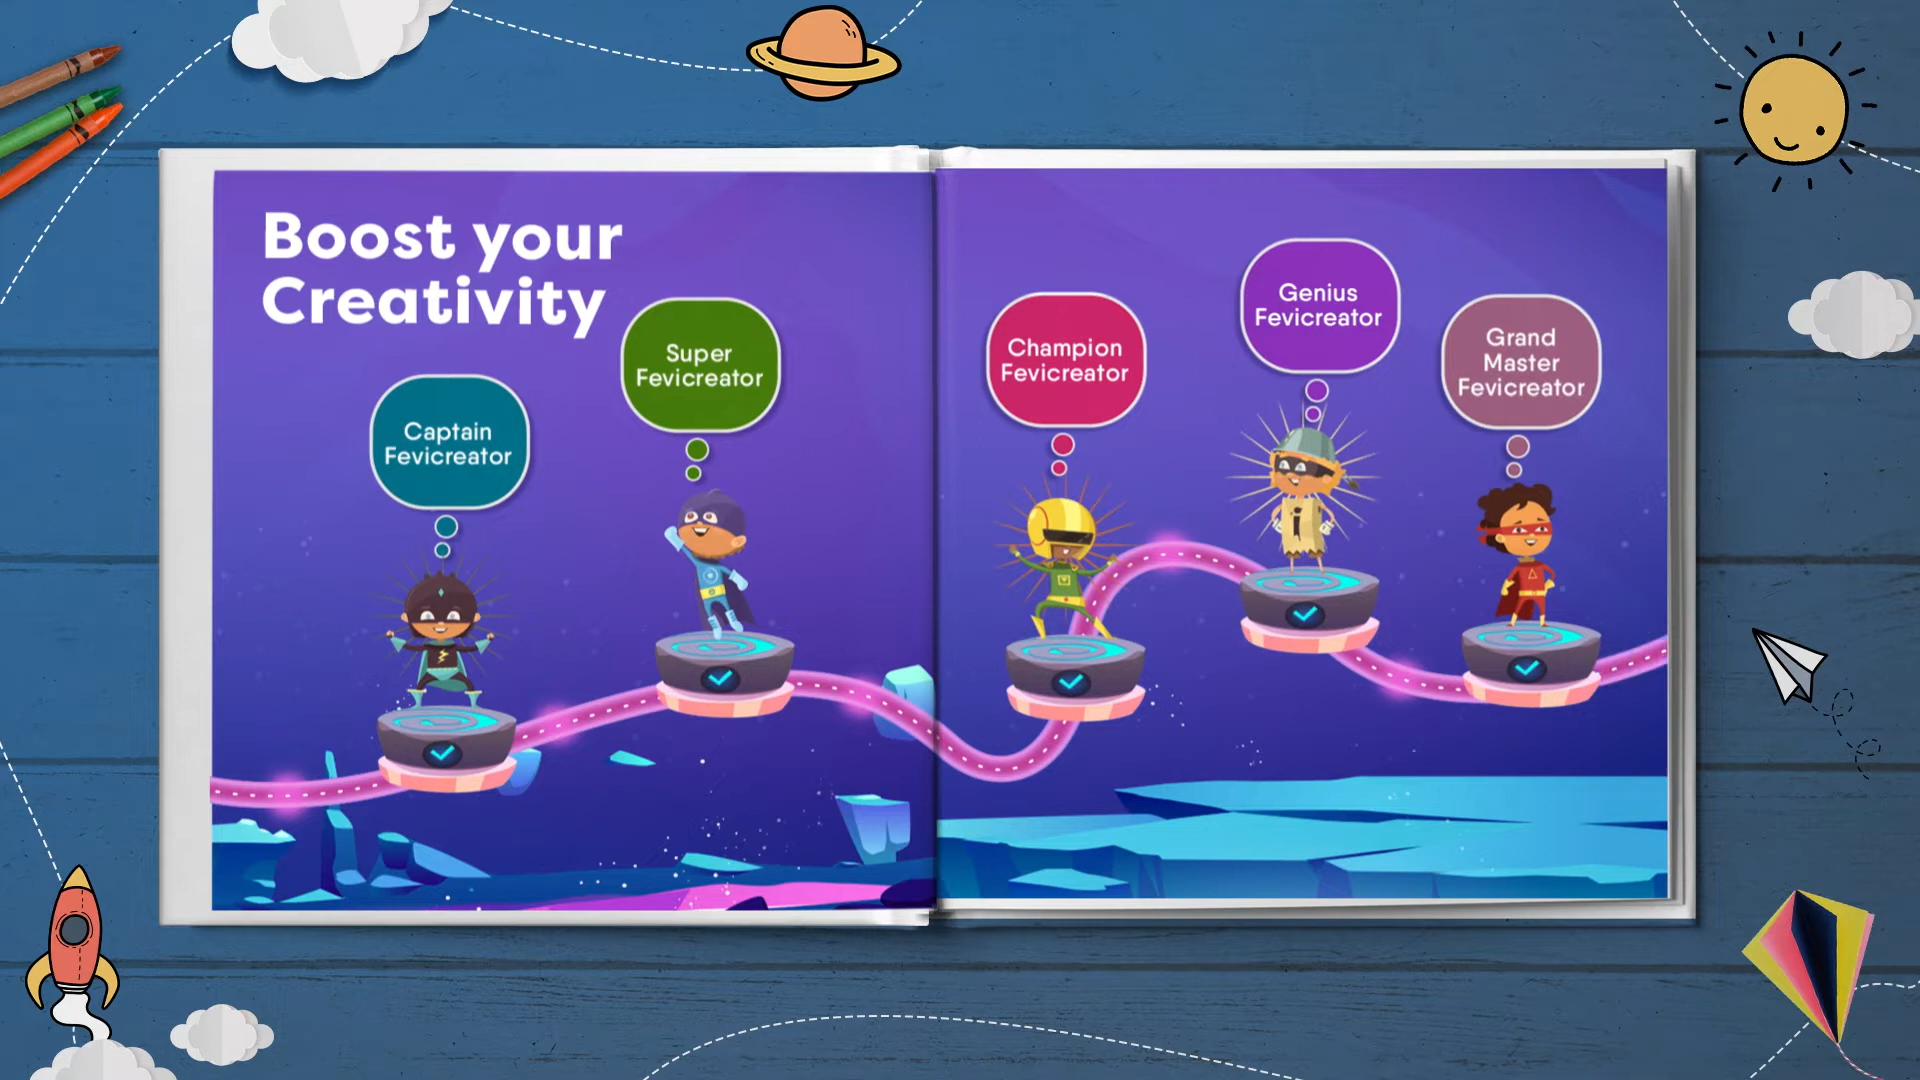 Boost your
Creativity
Captain
Fevicreator
Super
Fevicreator
Champion
Fevicreator
Genius
Fevicreator
Grand
Master
Fevicreator